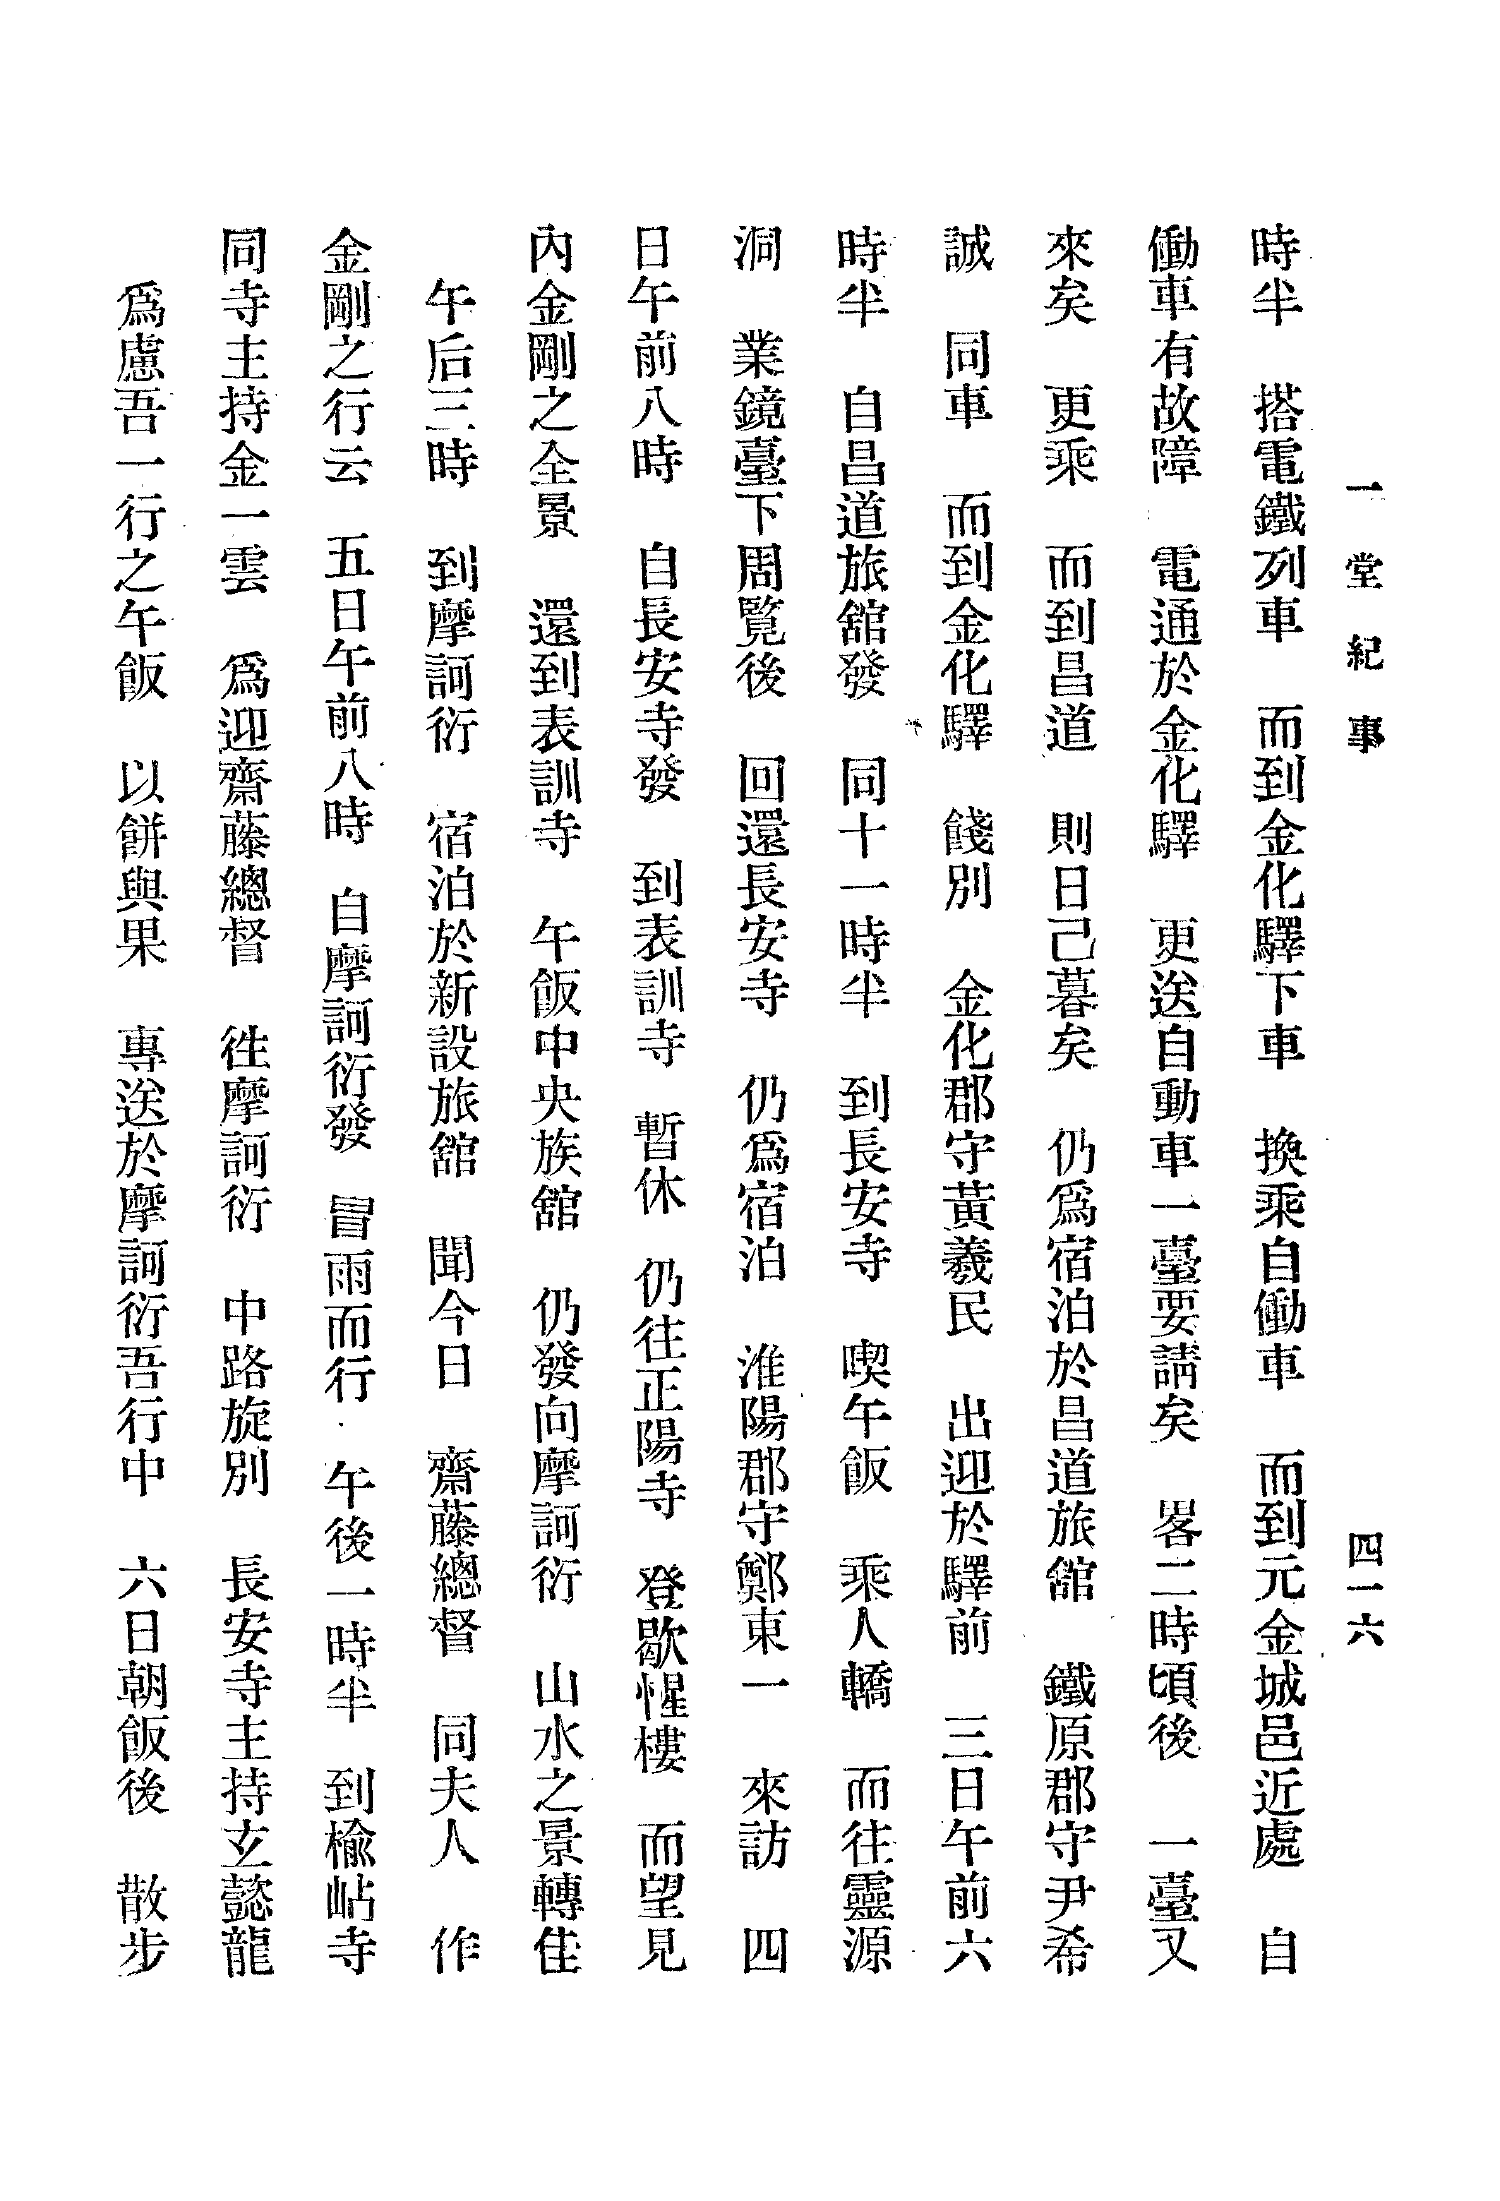 一堂紀事 四一六
時半 搭電鐵列車 而到金化驛下車 換乘自働車 而到元金城邑近處 自
働車有故障 電通於金化驛 更送自動車一臺要請矣 畧二時頃後 一臺又
來矣 更乘 而到昌道 則日己暮矣 仍爲宿泊於昌道旅舘 鐵原郡守尹希
誠 同車 而到金化驛 餞別 金化郡守黃羲民 出迎於驛前 三日午前六
時半 自昌道旅舘發 同十一時半 到長安寺 喫午飯 乘人轎 而往靈源
洞 業鏡臺下周覽後 回還長安寺 仍爲宿泊 淮陽郡守鄭東一 來訪 四
日午前八時 自長安寺發 到表訓寺 暫休 仍往正陽寺 登歇惺樓 而望見
內金剛之全景 還到表訓寺 午飯中央族舘 仍發向摩訶衍 山水之景轉佳
午后三時 到摩訶衍 宿泊於新設旅舘 聞今日 齋藤總督 同夫人 作
金剛之行云 五日午前八時 自摩訶衍發 冒雨而行 午後一時半 到楡岾寺
同寺主持金一雲 爲迎齋藤總督 徃摩訶衍 中路旋別 長安寺主持玄懿龍
爲慮吾一行之午飯 以餠與果 專送於摩訶衍吾行中 六日朝飯後 散步